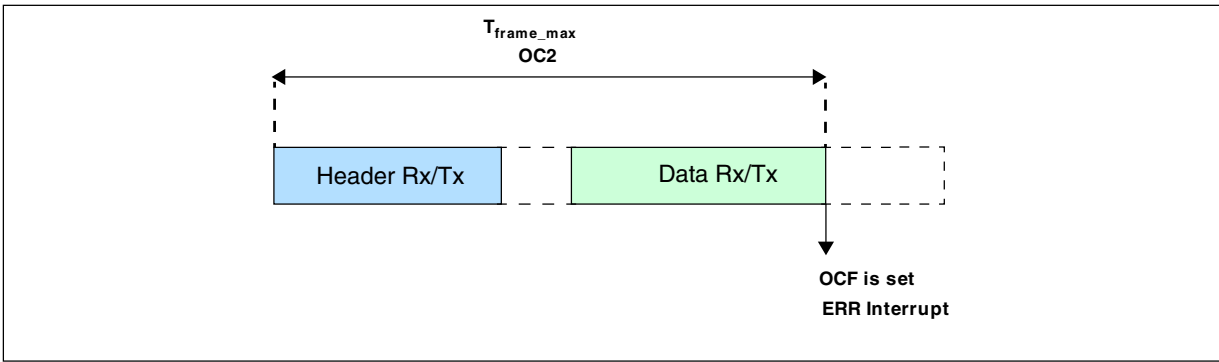 T_frame_max
OC2
Header Rx/Tx
Data Rx/Tx
OCF is set
ERR Interrupt